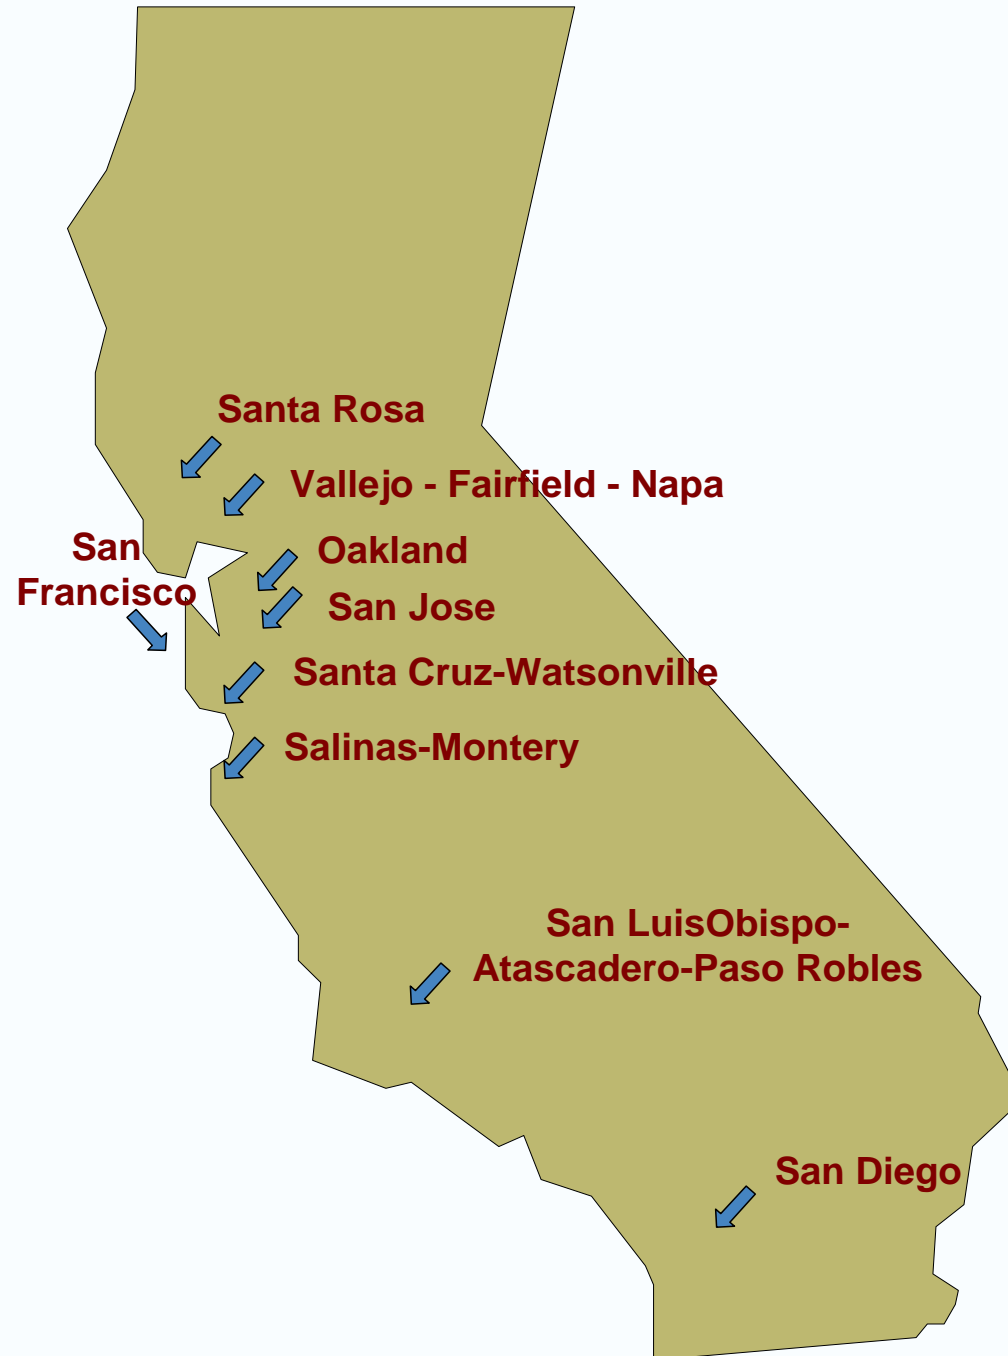 Santa Rosa
Vallejo - Fairfield - Napa
San
Francisco
Oakland
San Jose
Santa Cruz-Watsonville
Salinas-Montery
San LuisObispo-
Atascadero-Paso Robles
San Diego